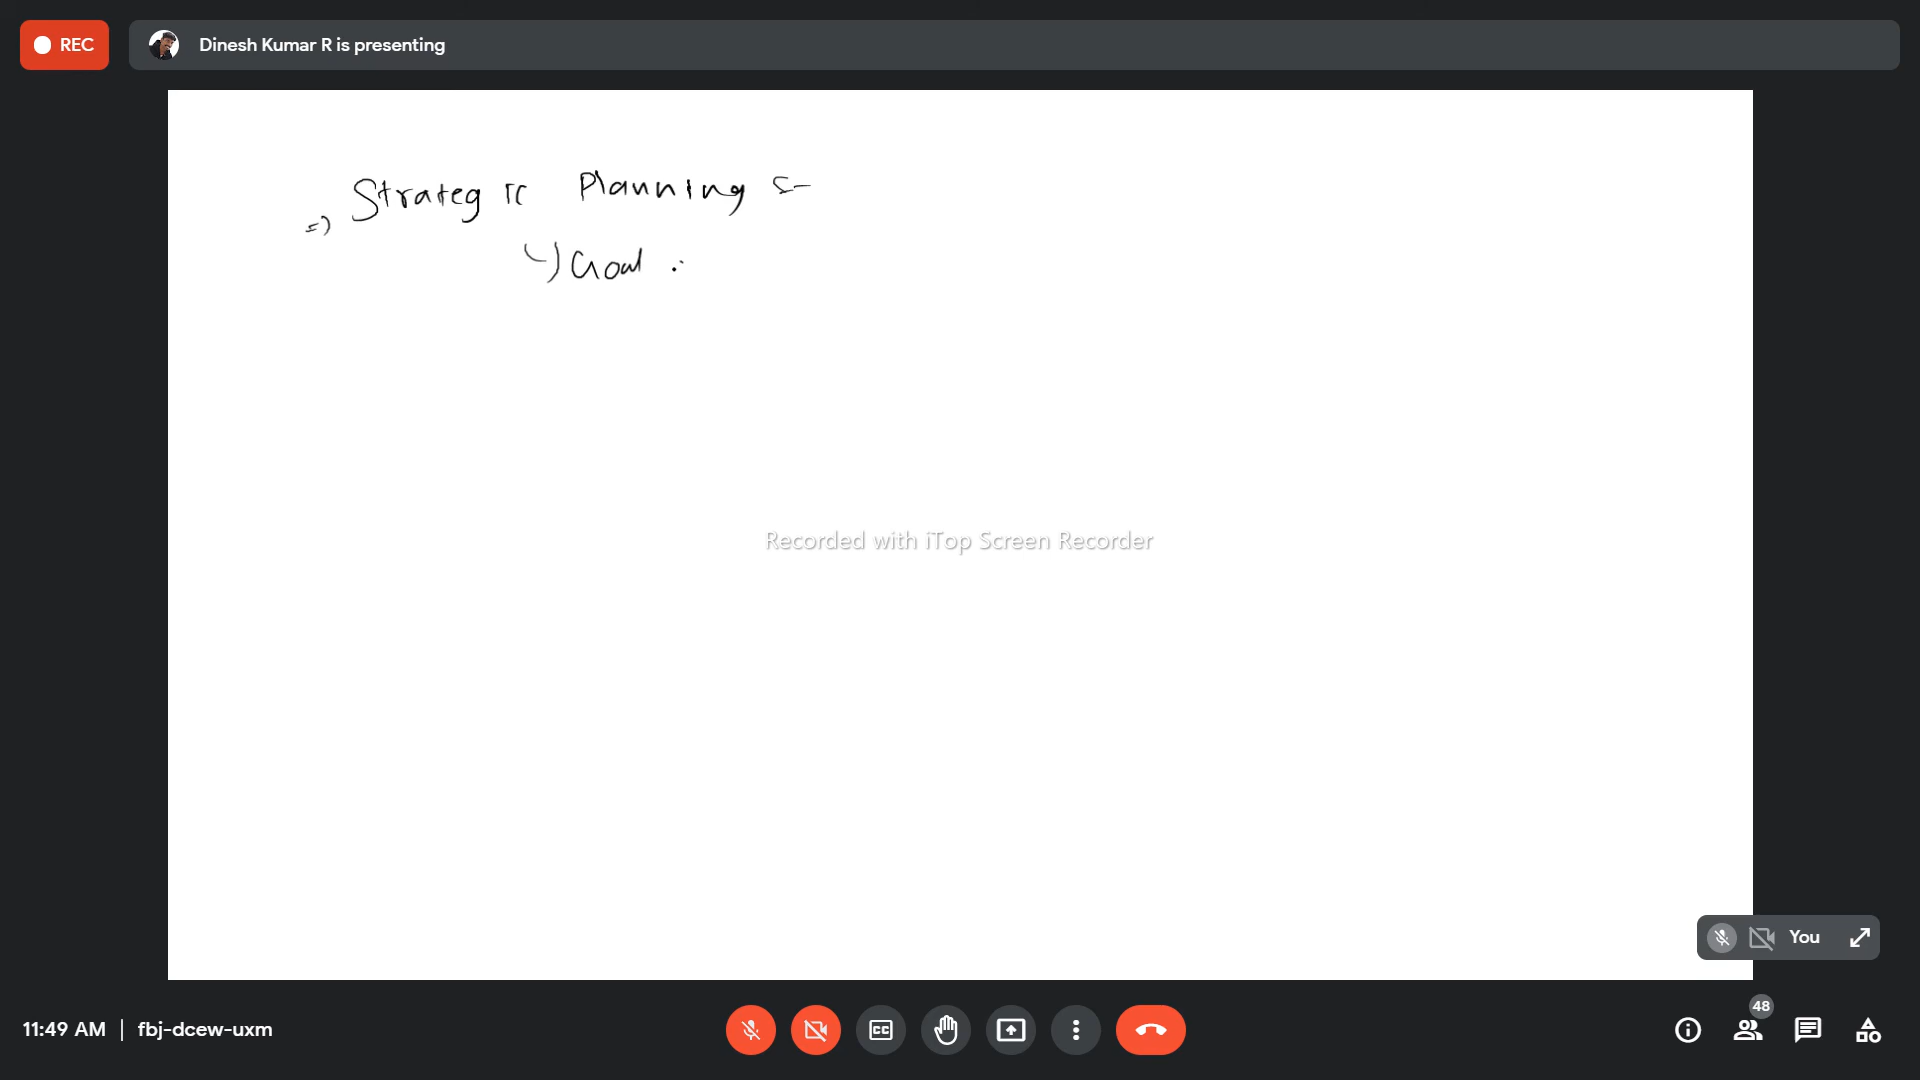 REC
Dinesh Kumar R is presenting
=> Strategic Planning :-
↳ Goal :
Recorded with iTop Screen Recorder
You
48
11:49 AM | fbj-dcew-uxm
CC